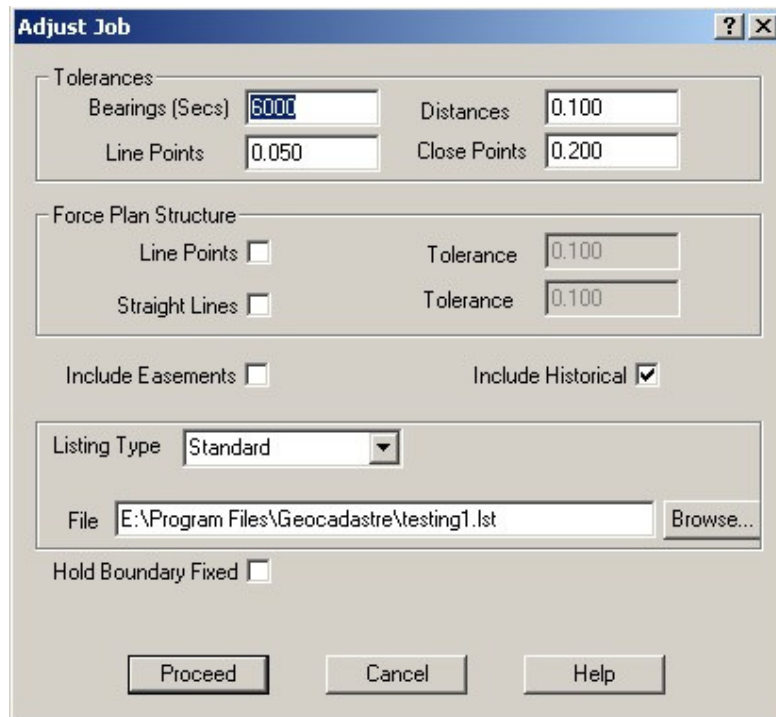 Adjust Job
Tolerances
Bearings (Secs) 6000 Distances 0.100
Line Points 0.050 Close Points 0.200
Force Plan Structure
Line Points Tolerance 0.100
Straight Lines Tolerance 0.100
Include Easements Include Historical
Listing Type Standard
File E:\Program Files\Geocadastre\testing1.lst Browse...
Hold Boundary Fixed
Proceed Cancel Help